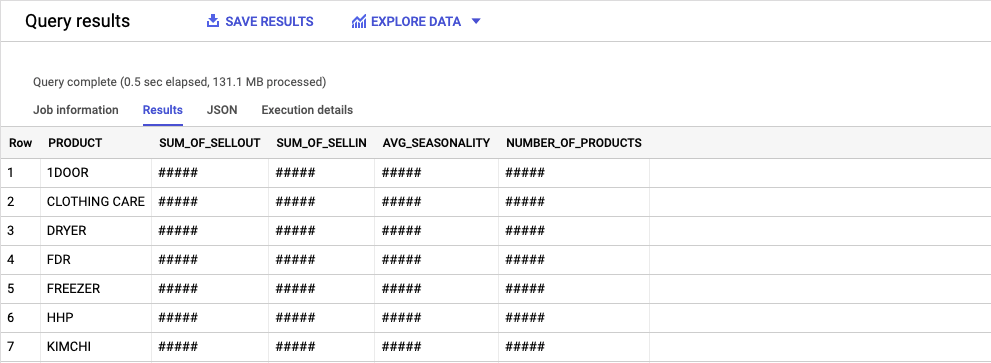 Query results SAVE RESULTS EXPLORE DATA
Query complete (0.5 sec elapsed, 131.1 MB processed)
Job information Results JSON Execution details
Row PRODUCT SUM_OF_SELLOUT SUM_OF_SELLIN AVG_SEASONALITY NUMBER_OF_PRODUCTS
1 1DOOR ##### ##### ##### #####
2 CLOTHING CARE ##### ##### ##### #####
3 DRYER ##### ##### ##### #####
4 FDR ##### ##### ##### #####
5 FREEZER ##### ##### ##### #####
6 HHP ##### ##### ##### #####
7 KIMCHI ##### ##### ##### #####